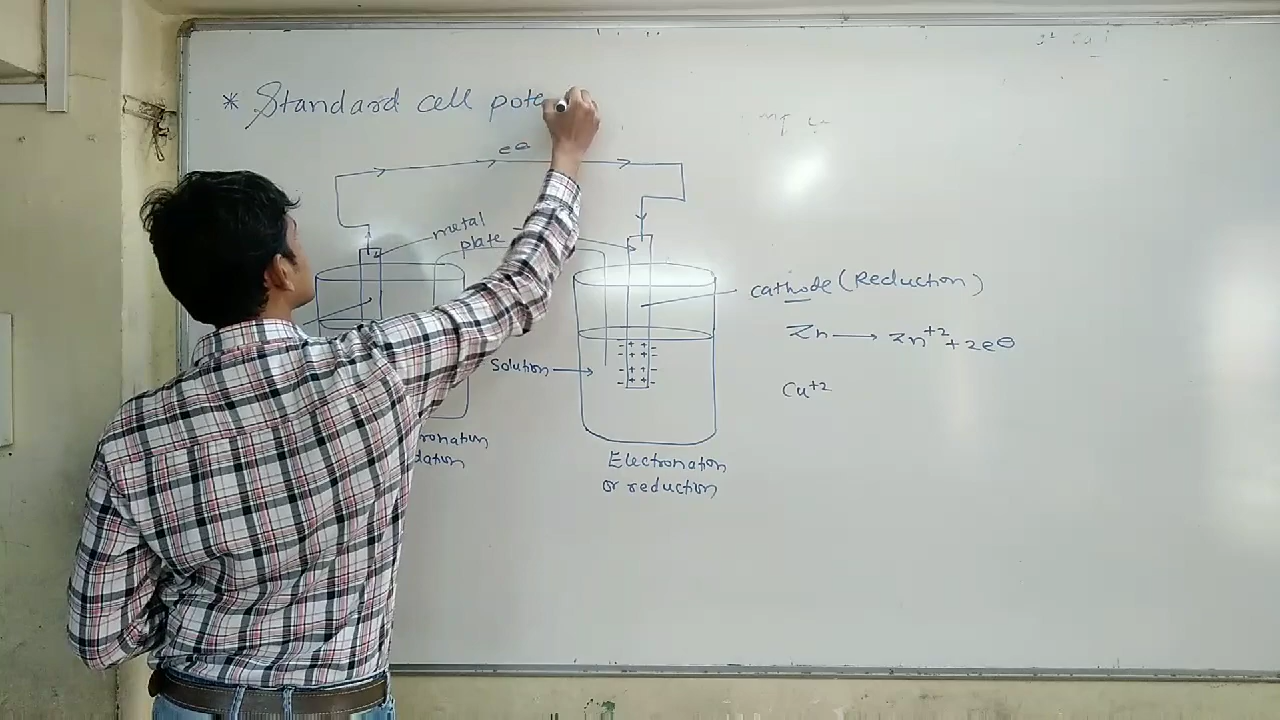 * Standard cell pote
e⊖
metal
plate
cathode (Reduction)
Zn → Zn+2 + 2e⊖
solution →
Cu+2
Electronation
or reduction